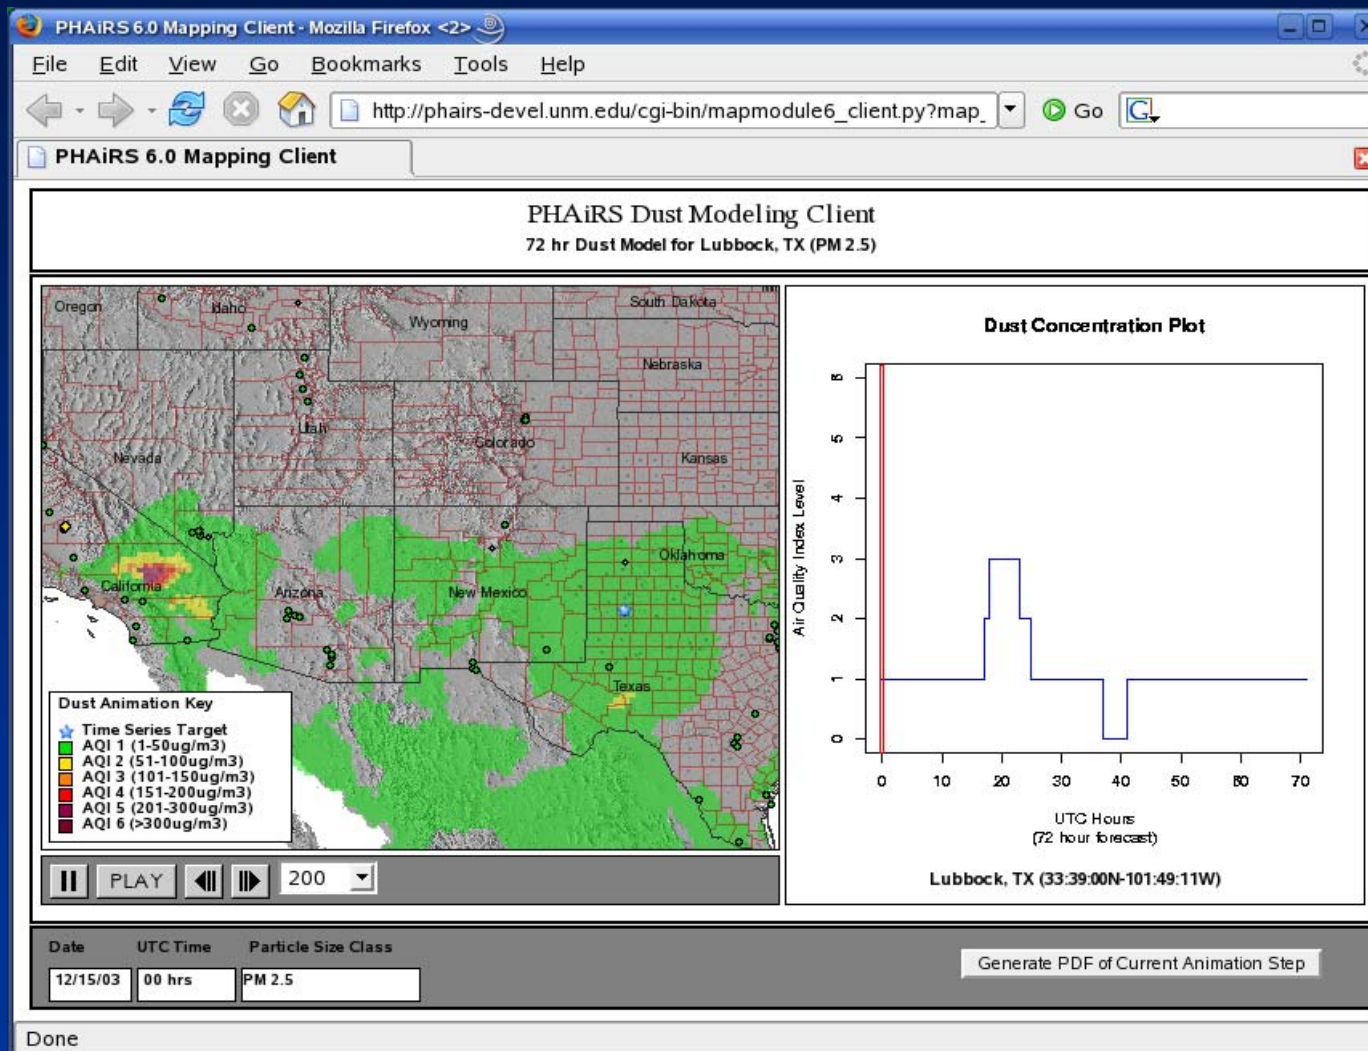 PHAiRS 6.0 Mapping Client - Mozilla Firefox <2>
File Edit View Go Bookmarks Tools Help
http://phairs-devel.unm.edu/cgi-bin/mapmodule6_client.py?map_ Go G
PHAiRS 6.0 Mapping Client
PHAiRS Dust Modeling Client
72 hr Dust Model for Lubbock, TX (PM 2.5)
Oregon
Idaho
Wyoming
South Dakota
Nebraska
Nevada
Utah
Colorado
Kansas
California
Arizona
New Mexico
Oklahoma
Texas
Dust Animation Key
Time Series Target
AQI 1 (1-50ug/m3)
AQI 2 (51-100ug/m3)
AQI 3 (101-150ug/m3)
AQI 4 (151-200ug/m3)
AQI 5 (201-300ug/m3)
AQI 6 (>300ug/m3)
PLAY
200
Dust Concentration Plot
Air Quality Index Level
6
5
4
3
2
1
0
0 10 20 30 40 50 60 70
UTC Hours
(72 hour forecast)
Lubbock, TX (33:39:00N-101:49:11W)
Date UTC Time Particle Size Class
12/15/03 00 hrs PM 2.5
Generate PDF of Current Animation Step
Done